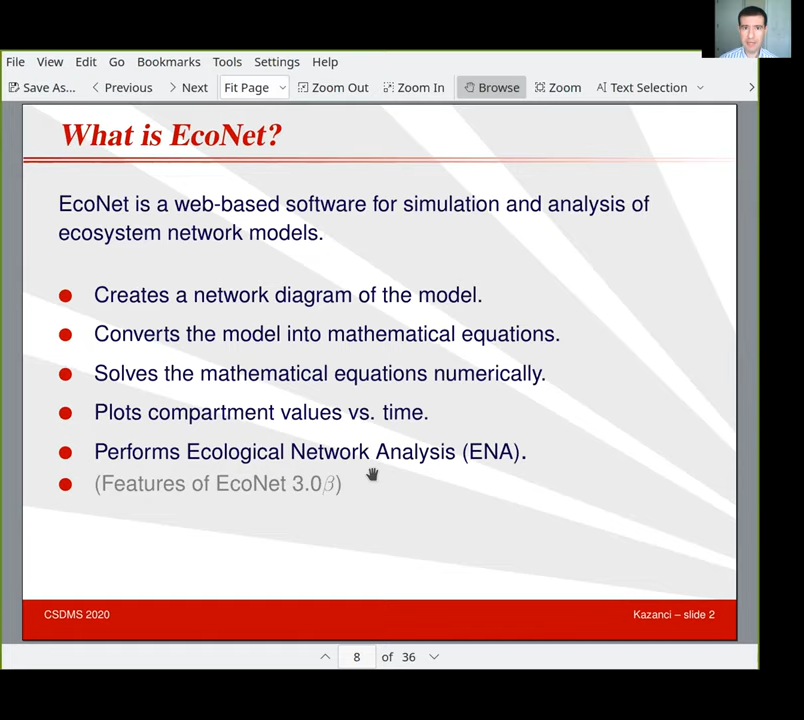 File View Edit Go Bookmarks Tools Settings Help
Save As... Previous Next Fit Page Zoom Out Zoom In Browse Zoom Text Selection
What is EcoNet?
EcoNet is a web-based software for simulation and analysis of
ecosystem network models.
Creates a network diagram of the model.
Converts the model into mathematical equations.
Solves the mathematical equations numerically.
Plots compartment values vs. time.
Performs Ecological Network Analysis (ENA).
(Features of EcoNet 3.0β)
CSDMS 2020 Kazanci – slide 2
8 of 36